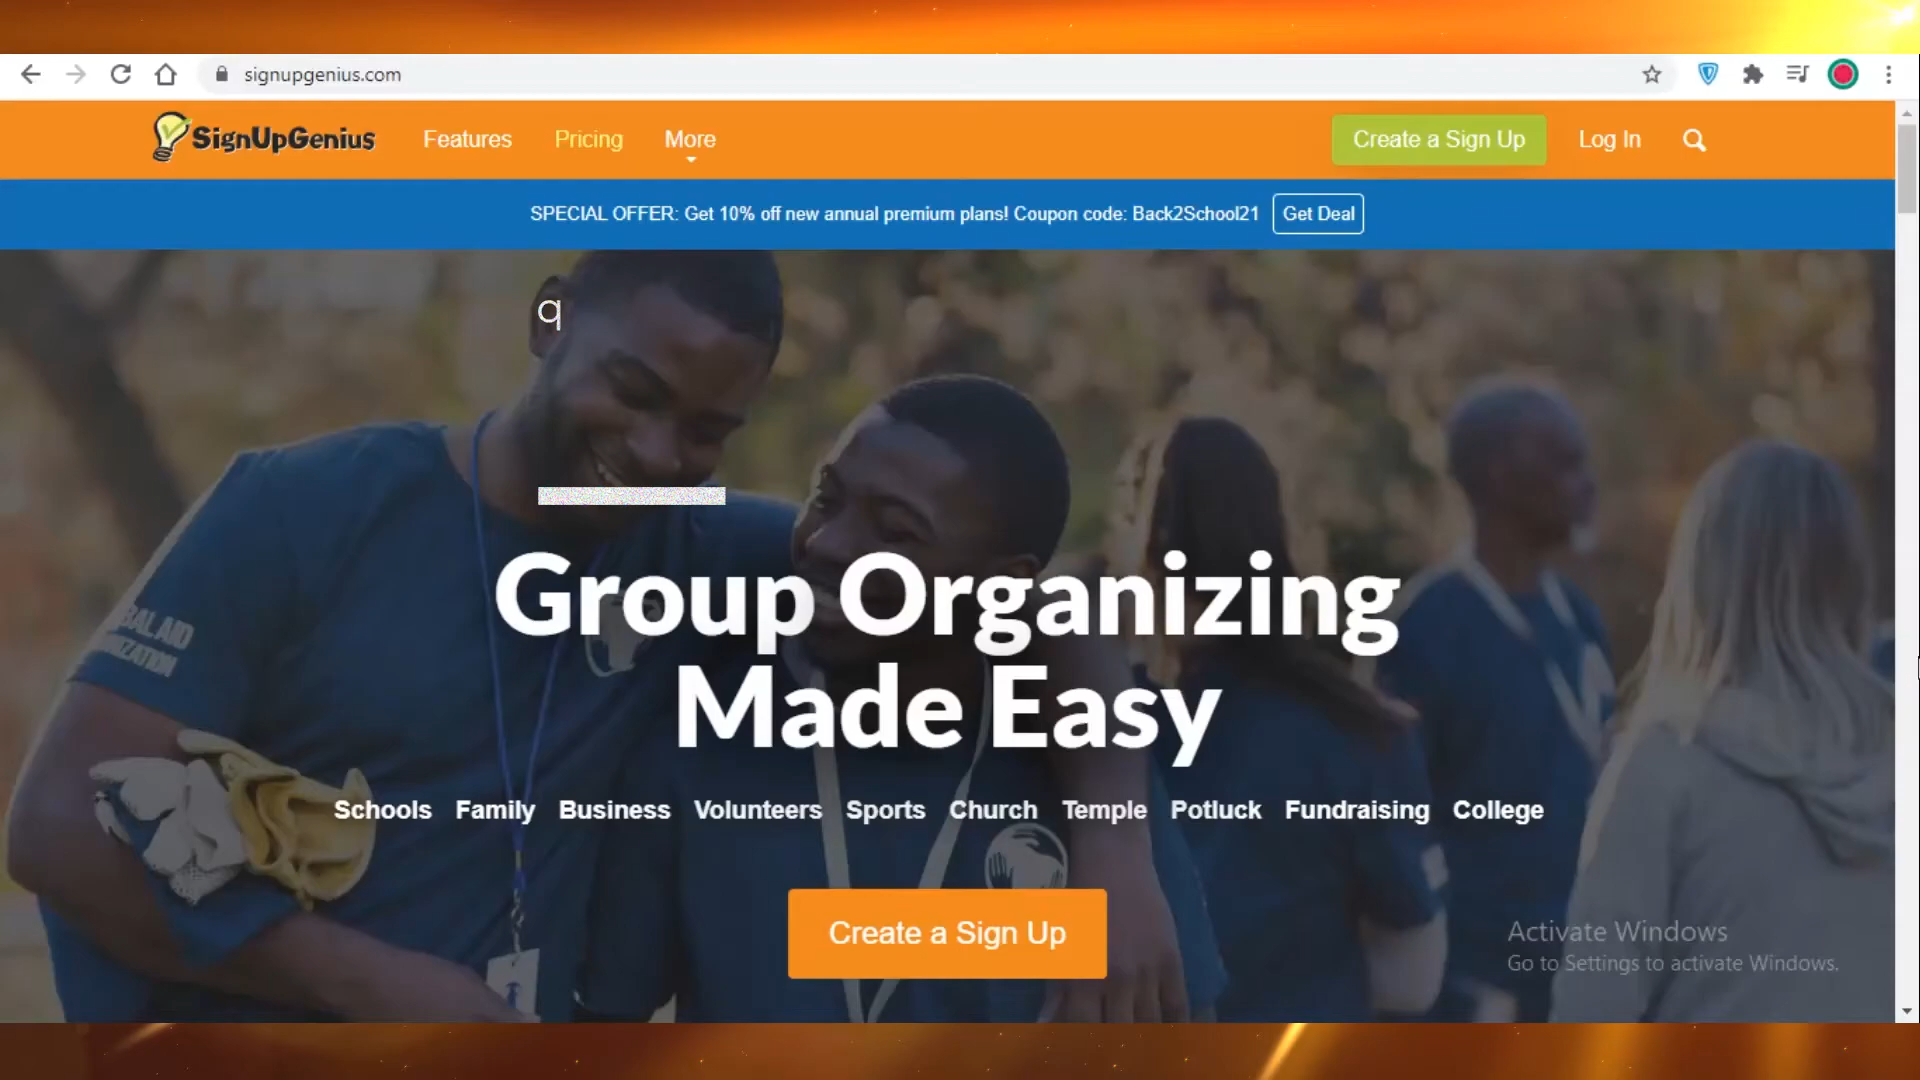 signupgenius.com
SignUpGenius Features Pricing More Create a Sign Up Log In
SPECIAL OFFER: Get 10% off new annual premium plans! Coupon code: Back2School21 Get Deal
q
Group Organizing
Made Easy
BAL AID
Schools Family Business Volunteers Sports Church Temple Potluck Fundraising College
Create a Sign Up
Activate Windows
Go to Settings to activate Windows.